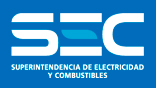 SEC
SUPERINTENDENCIA DE ELECTRICIDAD
Y COMBUSTIBLES